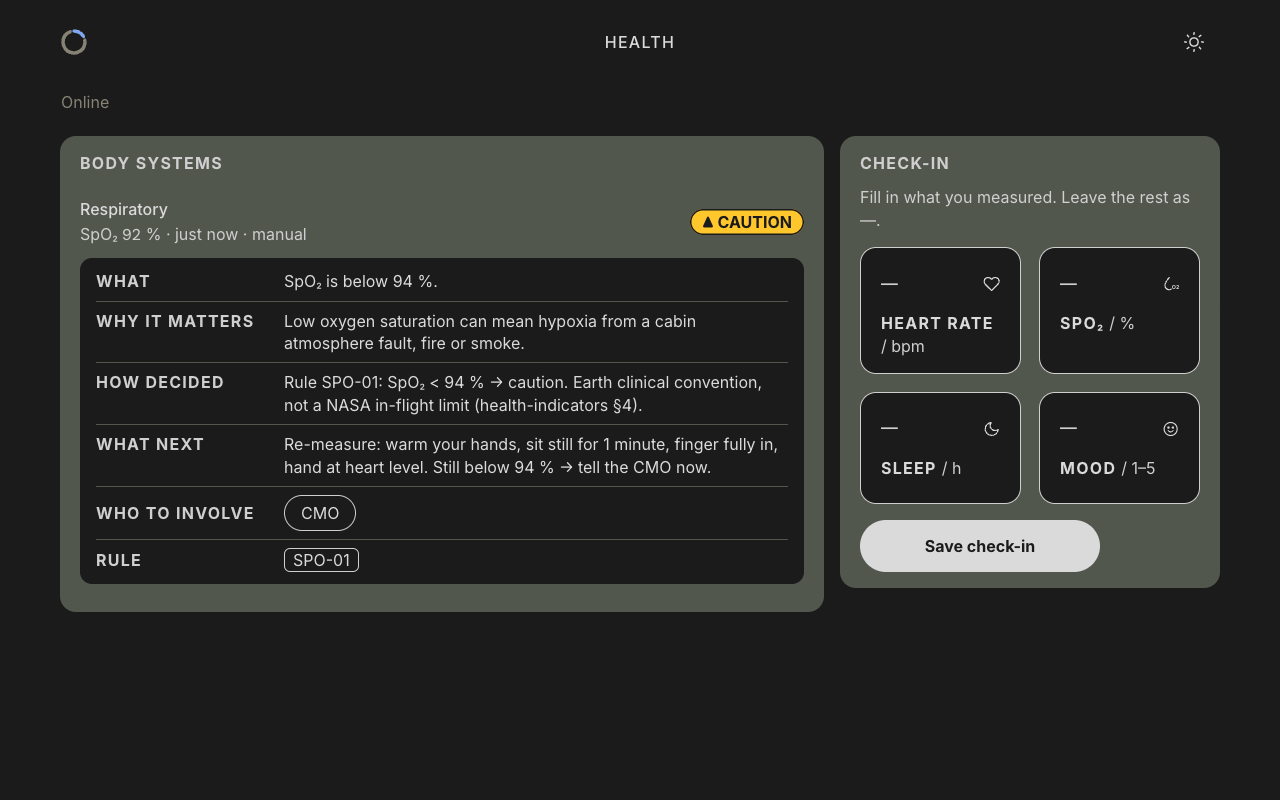 HEALTH
Online
BODY SYSTEMS
Respiratory
SpO₂ 92 % · just now · manual
CAUTION
WHAT
SpO₂ is below 94 %.
WHY IT MATTERS
Low oxygen saturation can mean hypoxia from a cabin
atmosphere fault, fire or smoke.
HOW DECIDED
Rule SPO-01: SpO₂ < 94 % → caution. Earth clinical convention,
not a NASA in-flight limit (health-indicators §4).
WHAT NEXT
Re-measure: warm your hands, sit still for 1 minute, finger fully in,
hand at heart level. Still below 94 % → tell the CMO now.
WHO TO INVOLVE
CMO
RULE
SPO-01
CHECK-IN
Fill in what you measured. Leave the rest as
—.
—
HEART RATE
/ bpm
—
O2
SPO₂ / %
—
SLEEP / h
—
MOOD / 1–5
Save check-in